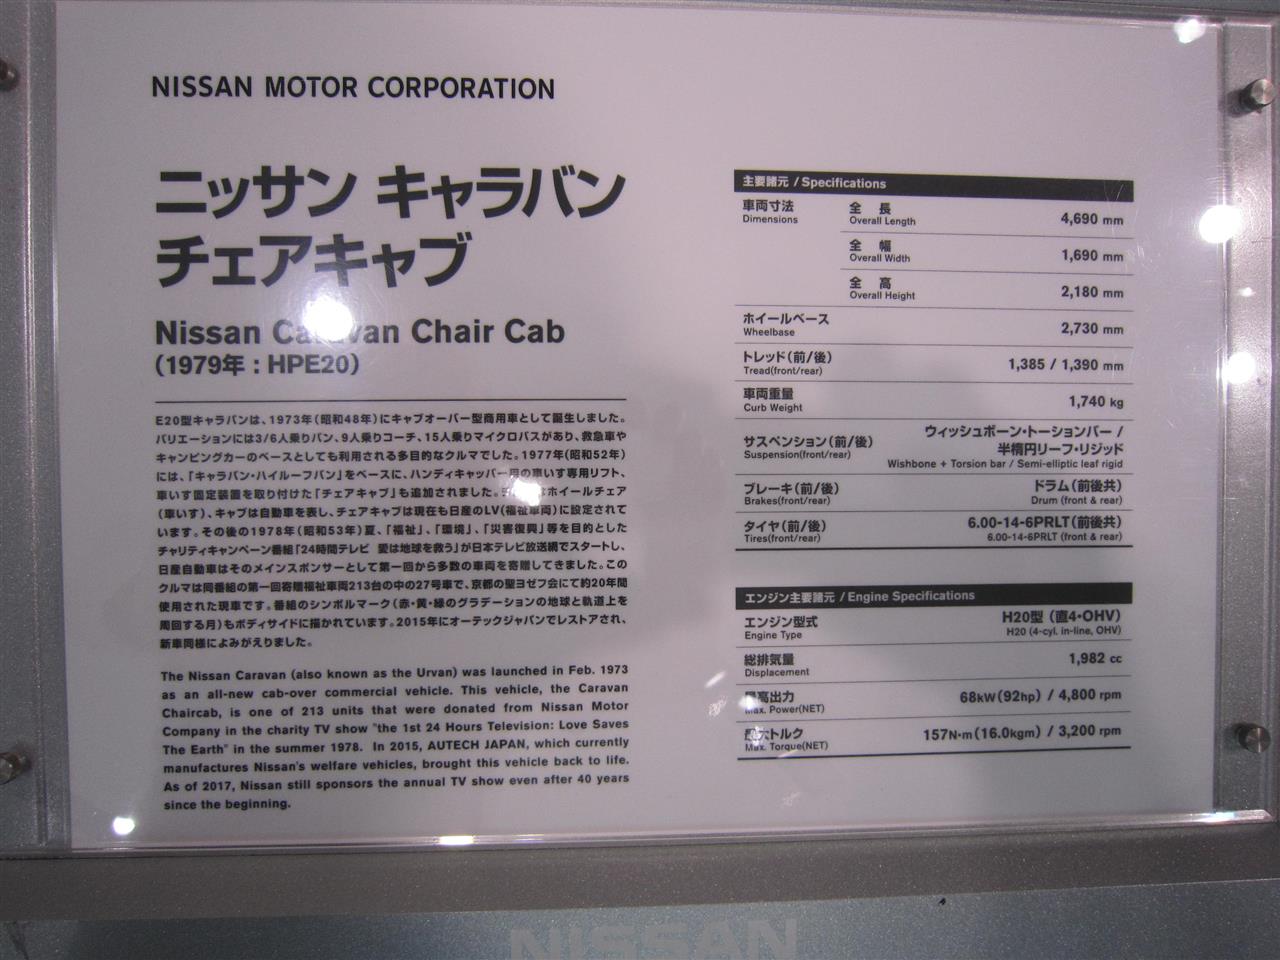 NISSAN MOTOR CORPORATION
ニッサン キャラバン
チェアキャブ
Nissan Caravan Chair Cab
(1979年：HPE20)
E20型キャラバンは、1973年(昭和48年)にキャブオーバー型商用車として誕生しました。
バリエーションには3/6人乗りバン、9人乗りコーチ、15人乗りマイクロバスがあり、救急車や
キャンピングカーのベースとしても利用される多目的なクルマでした。1977年(昭和52年)
には、「キャラバン・ハイルーフバン」をベースに、ハンディキャッパー用の車いす専用リフト、
車いす固定装置を取り付けた「チェアキャブ」も追加されました。ホイールチェア
(車いす)、キャブは自動車を表し、チェアキャブは現在も日産のLV(福祉車両)に設定されて
います。その後の1978年(昭和53年)夏、「福祉」、「環境」、「災害復興」等を目的とした
チャリティキャンペーン番組「24時間テレビ 愛は地球を救う」が日本テレビ放送網でスタートし、
日産自動車はそのメインスポンサーとして第一回から多数の車両を寄贈してきました。この
クルマは同番組の第一回寄贈福祉車両213台の中の27号車で、京都の聖ヨゼフ会にて約20年間
使用された現車です。番組のシンボルマーク(赤・黄・緑のグラデーションの地球と軌道上を
周回する月)もボディサイドに描かれています。2015年にオーテックジャパンでレストアされ、
新車同様によみがえりました。
The Nissan Caravan (also known as the Urvan) was launched in Feb. 1973
as an all-new cab-over commercial vehicle. This vehicle, the Caravan
Chaircab, is one of 213 units that were donated from Nissan Motor
Company in the charity TV show "the 1st 24 Hours Television: Love Saves
The Earth" in the summer 1978. In 2015, AUTECH JAPAN, which currently
manufactures Nissan's welfare vehicles, brought this vehicle back to life.
As of 2017, Nissan still sponsors the annual TV show even after 40 years
since the beginning.
主要諸元 / Specifications
車両寸法 全 長 4,690 mm
Dimensions Overall Length
全 幅 1,690 mm
Overall Width
全 高 2,180 mm
Overall Height
ホイールベース 2,730 mm
Wheelbase
トレッド(前/後) 1,385 / 1,390 mm
Tread(front/rear)
車両重量 1,740 kg
Curb Weight
サスペンション(前/後) ウィッシュボーン・トーションバー /
半楕円リーフ・リジッド
Suspension(front/rear) Wishbone + Torsion bar / Semi-elliptic leaf rigid
ブレーキ(前/後) ドラム(前後共)
Brakes(front/rear) Drum (front & rear)
タイヤ(前/後) 6.00-14-6PRLT(前後共)
Tires(front/rear) 6.00-14-6PRLT (front & rear)
エンジン主要諸元 / Engine Specifications
エンジン型式 H20型 (直4・OHV)
Engine Type H20 (4-cyl. in-line, OHV)
総排気量 1,982 cc
Displacement
最高出力 68kW(92hp) / 4,800 rpm
Max. Power(NET)
最大トルク 157N・m(16.0kgm) / 3,200 rpm
Max. Torque(NET)
NISSAN